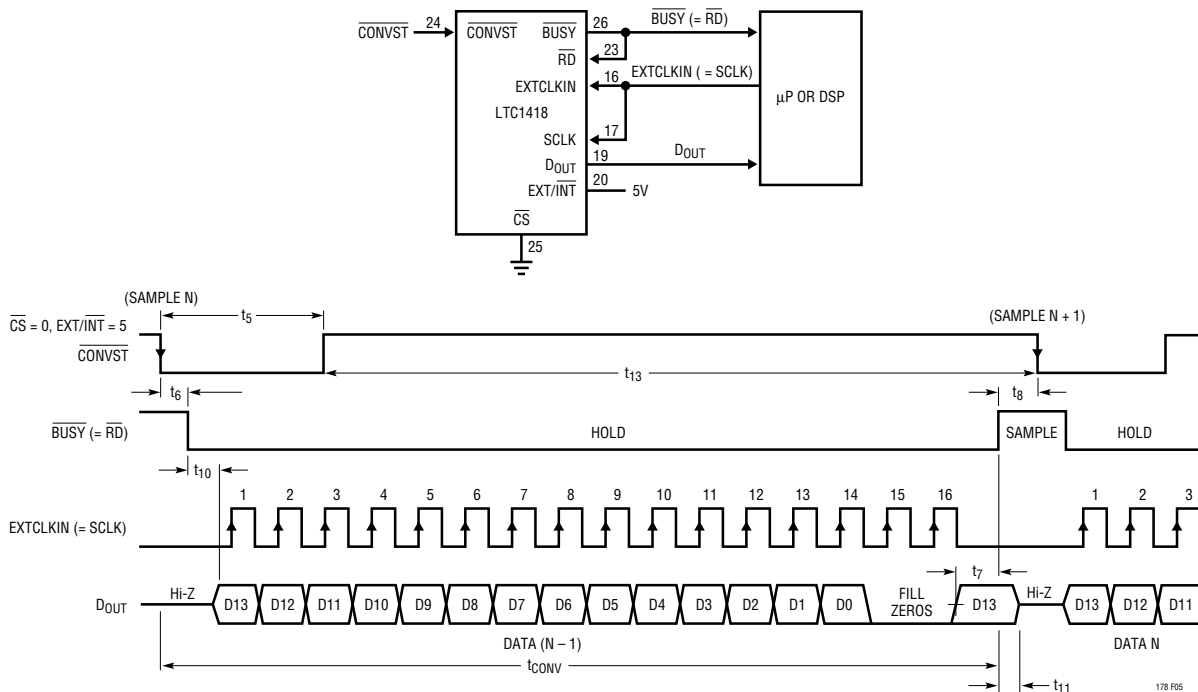 CONVST 24 CONVST BUSY 26 BUSY (= RD)
RD 23
EXTCLKIN 16 EXTCLKIN ( = SCLK)
LTC1418
µP OR DSP
SCLK 17
DOUT 19 DOUT
EXT/INT 20 5V
CS
25
(SAMPLE N) (SAMPLE N + 1)
CS = 0, EXT/INT = 5 t5
CONVST
t13
t6 t8
BUSY (= RD) HOLD SAMPLE HOLD
t10
1 2 3 4 5 6 7 8 9 10 11 12 13 14 15 16 1 2 3
EXTCLKIN (= SCLK)
t7
DOUT Hi-Z D13 D12 D11 D10 D9 D8 D7 D6 D5 D4 D3 D2 D1 D0 FILL ZEROS D13 Hi-Z D13 D12 D11
DATA (N – 1) DATA N
tCONV
t11
178 F05